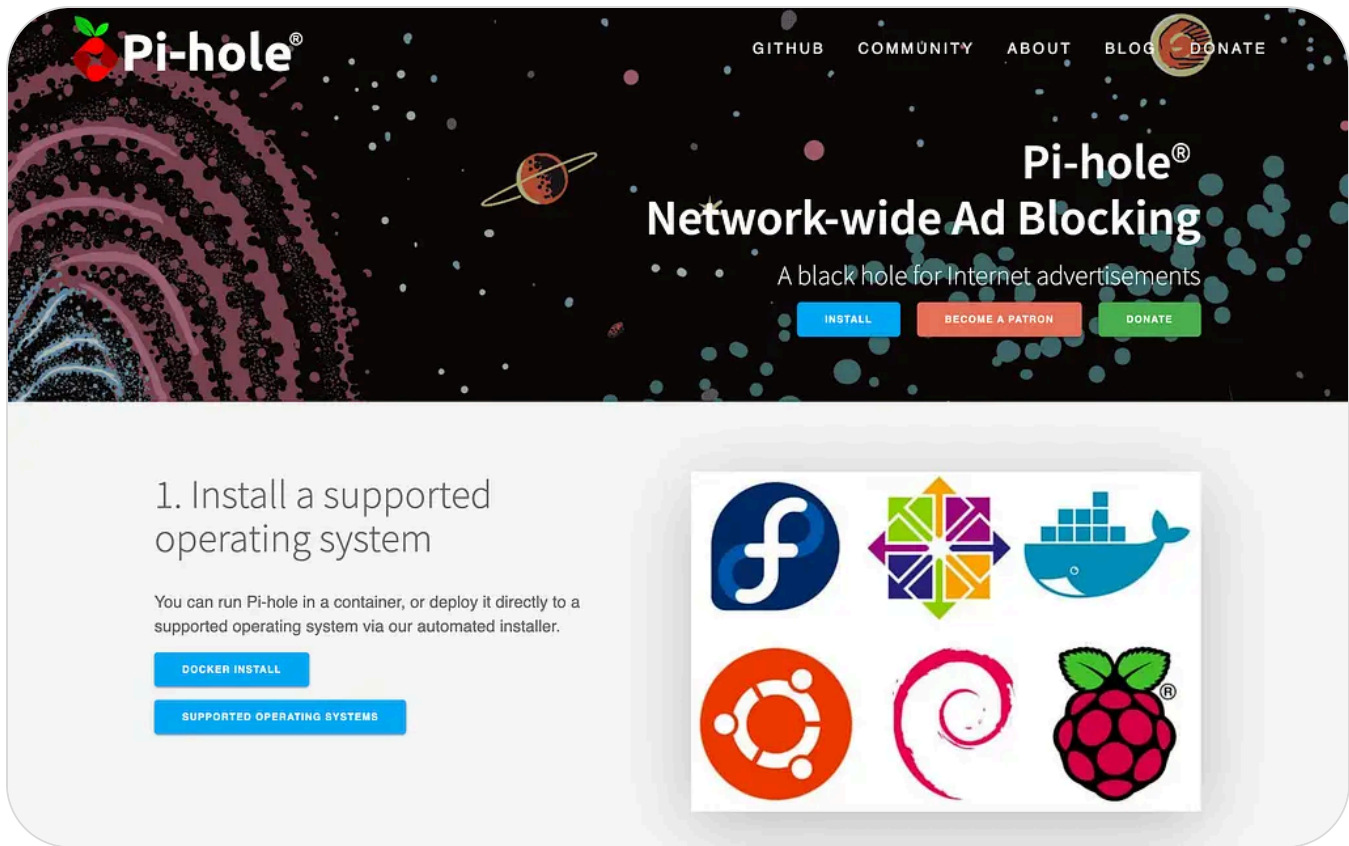 Pi-hole®
GITHUB COMMUNITY ABOUT BLOG DONATE
Pi-hole®
Network-wide Ad Blocking
A black hole for Internet advertisements
INSTALL BECOME A PATRON DONATE
1. Install a supported
operating system
You can run Pi-hole in a container, or deploy it directly to a
supported operating system via our automated installer.
DOCKER INSTALL
SUPPORTED OPERATING SYSTEMS
®